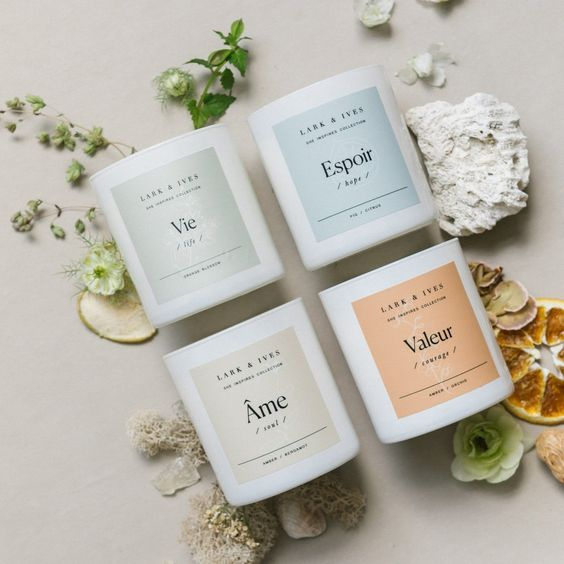 LARK & IVES
SHE INSPIRES COLLECTION
Vie
/ life /
ORANGE BLOSSOM
LARK & IVES
SHE INSPIRES COLLECTION
Espoir
/ hope /
FIG / CITRUS
LARK & IVES
SHE INSPIRES COLLECTION
Âme
/ soul /
AMBER / BERGAMOT
LARK & IVES
SHE INSPIRES COLLECTION
Valeur
/ courage /
AMBER / ORCHID